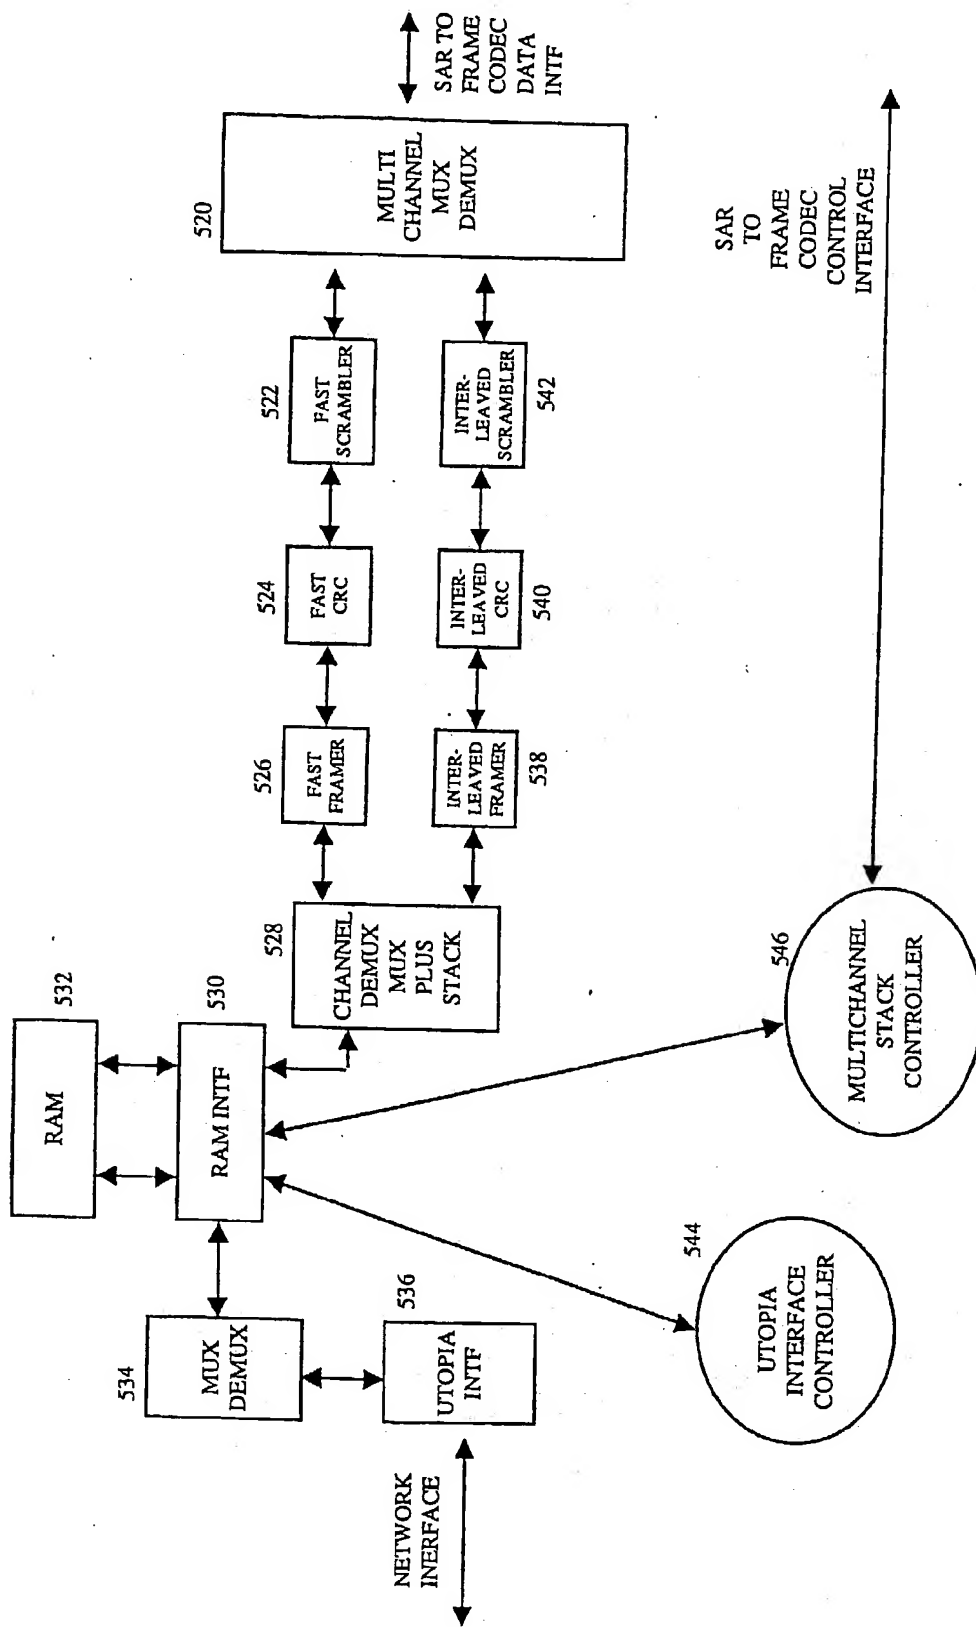 532
RAM
530
RAM INTF
534
MUX
DEMUX
536
UTOPIA
INTF
NETWORK
INERFACE
528
CHANNEL
DEMUX
MUX
PLUS
STACK
526
FAST
FRAMER
524
FAST
CRC
522
FAST
SCRAMBLER
520
MULTI
CHANNEL
MUX
DEMUX
SAR TO
FRAME
CODEC
DATA
INTF
INTER-
LEAVED
FRAMER
538
INTER-
LEAVED
CRC
540
INTER-
LEAVED
SCRAMBLER
542
544
UTOPIA
INTERFACE
CONTROLLER
546
MULTICHANNEL
STACK
CONTROLLER
SAR
TO
FRAME
CODEC
CONTROL
INTERFACE